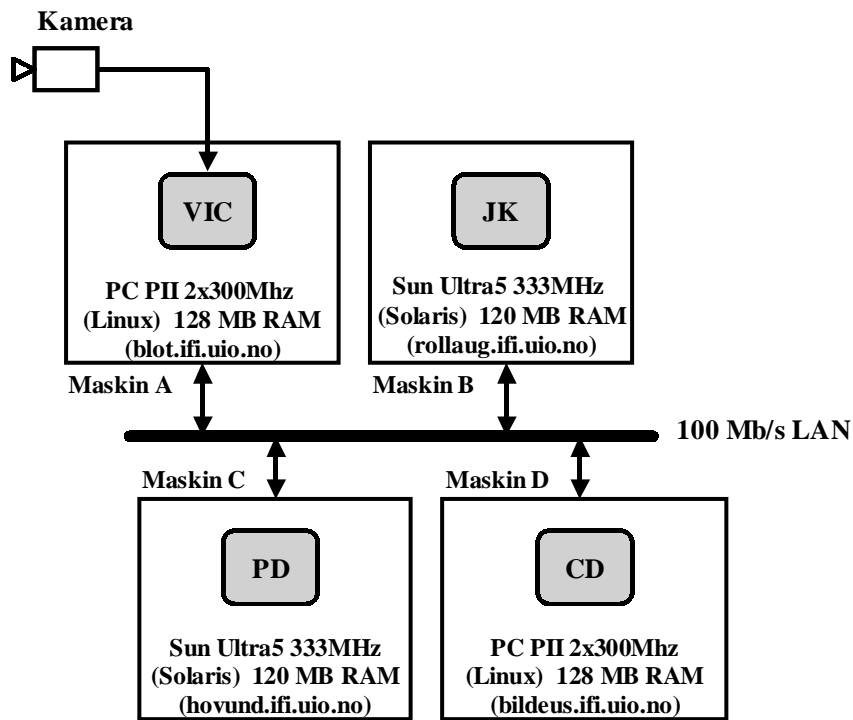 Kamera
VIC
PC PII 2x300Mhz
(Linux) 128 MB RAM
(blot.ifi.uio.no)
JK
Sun Ultra5 333MHz
(Solaris) 120 MB RAM
(rollaug.ifi.uio.no)
Maskin A
Maskin B
100 Mb/s LAN
Maskin C
Maskin D
PD
Sun Ultra5 333MHz
(Solaris) 120 MB RAM
(hovund.ifi.uio.no)
CD
PC PII 2x300Mhz
(Linux) 128 MB RAM
(bildeus.ifi.uio.no)